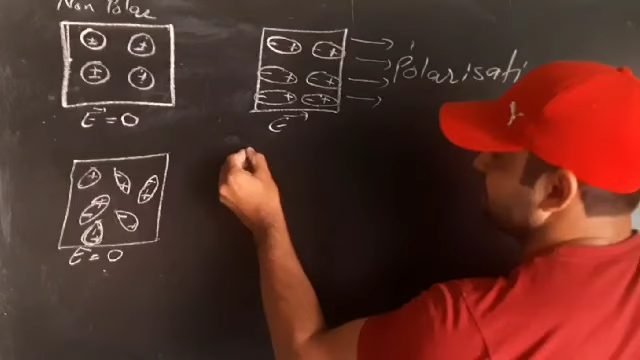 Non Polar
E = 0
E
Polarisati
E = 0